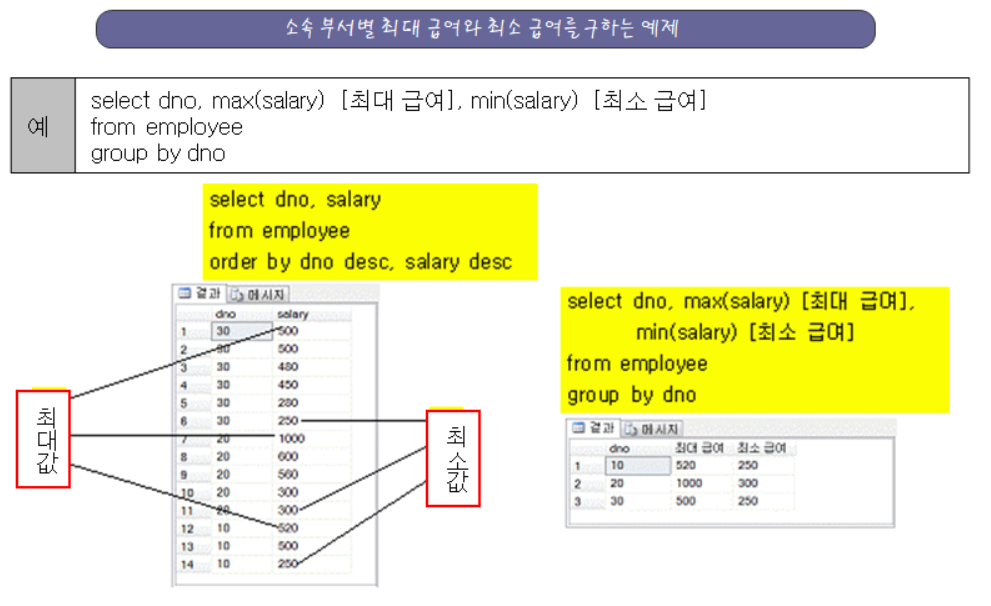 소속 부서별 최대 급여와 최소 급여를 구하는 예제
예
select dno, max(salary) [최대 급여], min(salary) [최소 급여]
from employee
group by dno
select dno, salary
from employee
order by dno desc, salary desc
결과 메시지
dno salary
1 30 500
2 30 500
3 30 480
4 30 450
5 30 280
6 30 250
7 20 1000
8 20 600
9 20 560
10 20 300
11 20 300
12 10 520
13 10 500
14 10 250
최대값
최소값
select dno, max(salary) [최대 급여],
min(salary) [최소 급여]
from employee
group by dno
결과 메시지
dno 최대 급여 최소 급여
1 10 520 250
2 20 1000 300
3 30 500 250